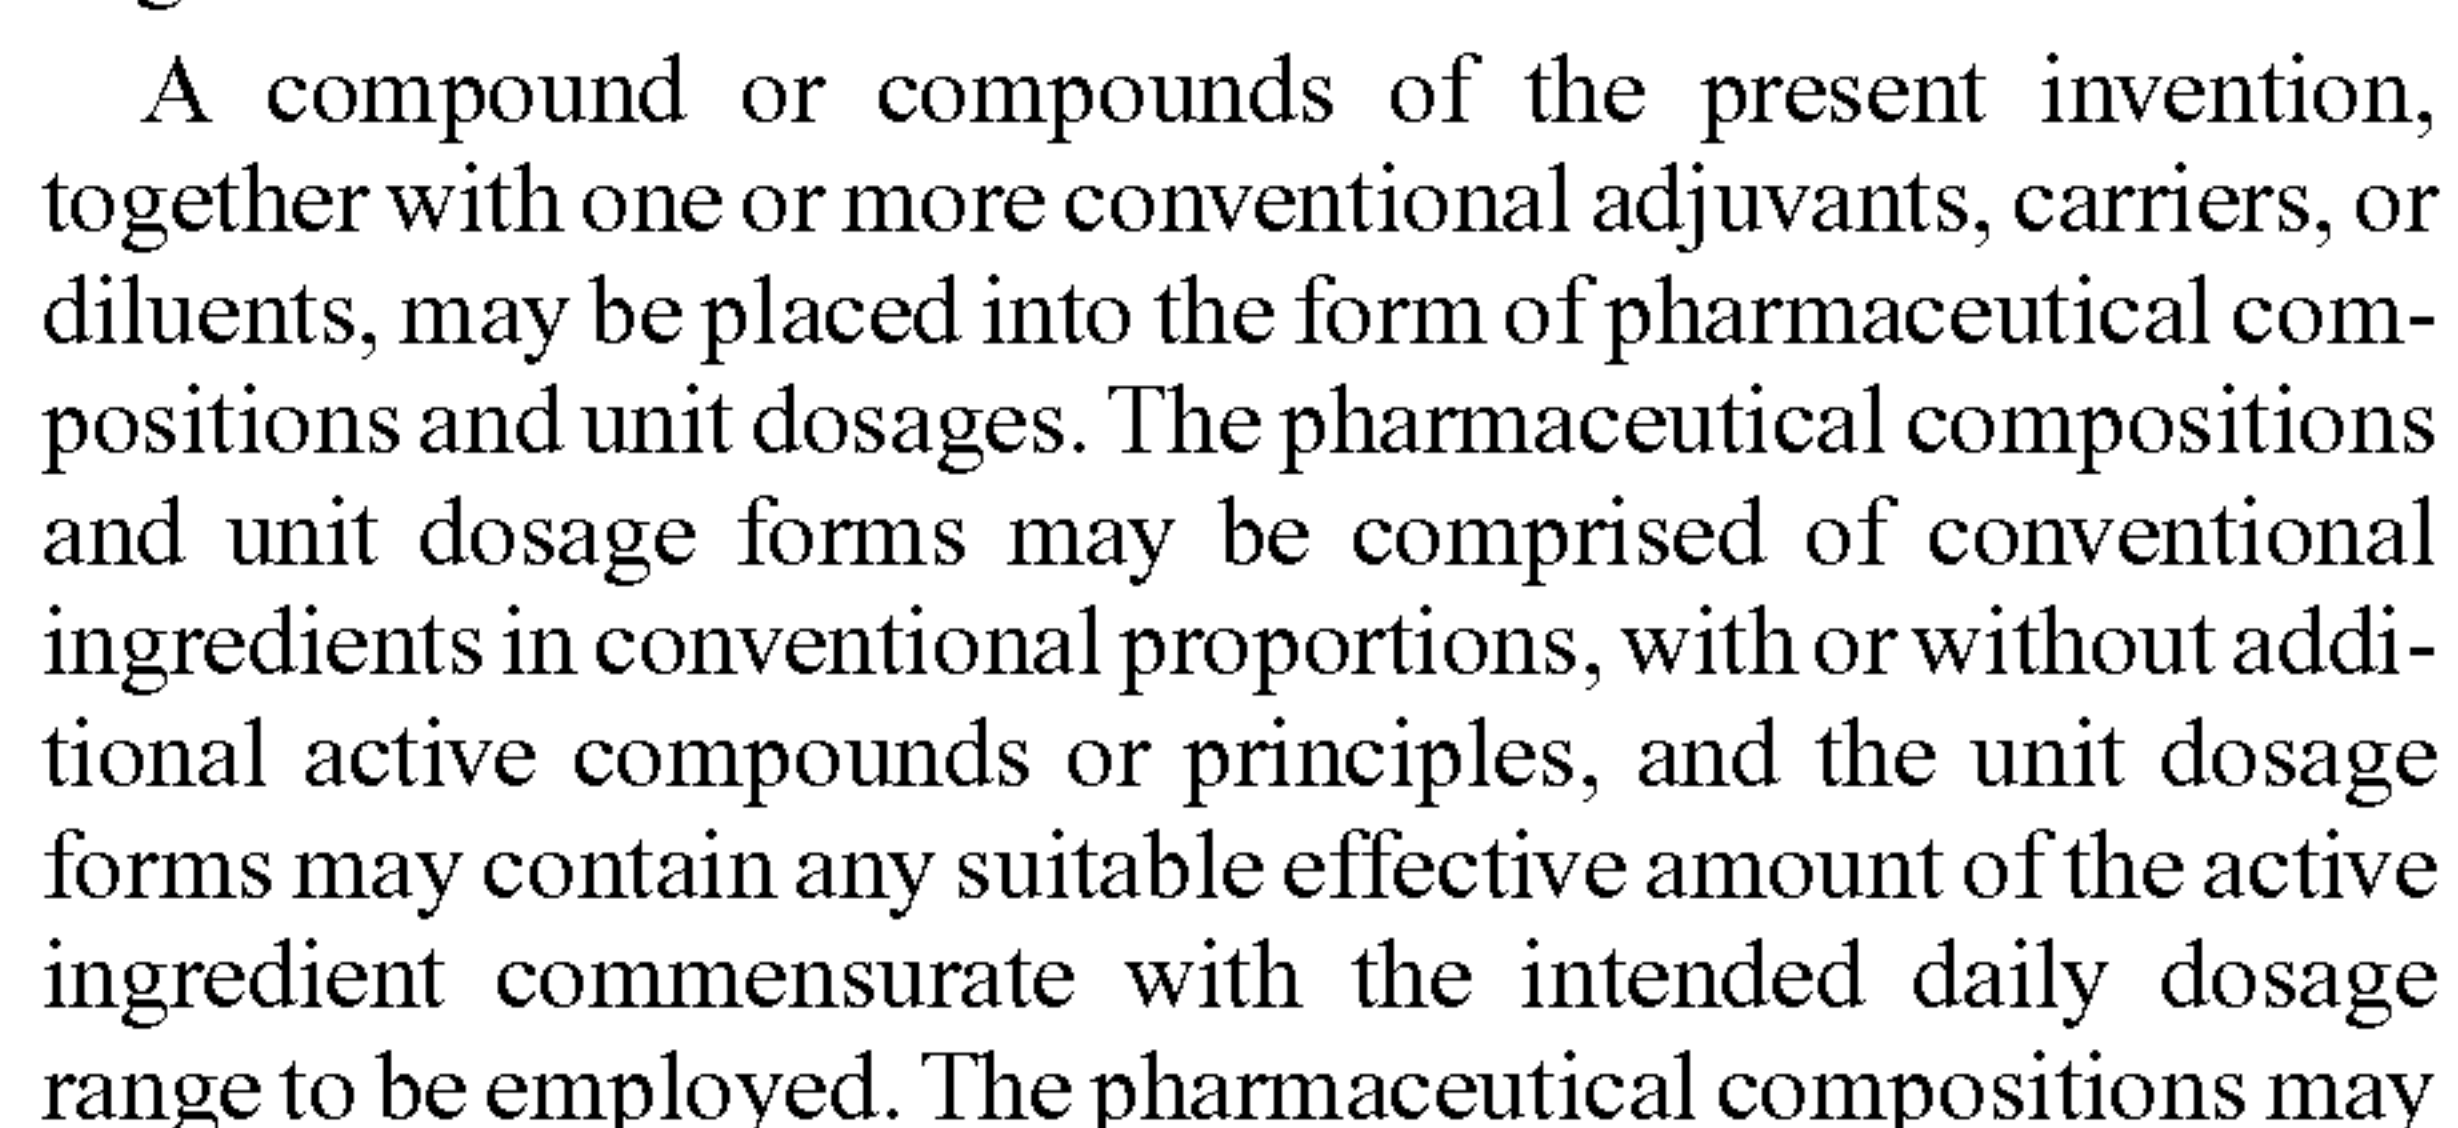 A compound or compounds of the present invention,
together with one or more conventional adjuvants, carriers, or
diluents, may be placed into the form of pharmaceutical com-
positions and unit dosages. The pharmaceutical compositions
and unit dosage forms may be comprised of conventional
ingredients in conventional proportions, with or without addi-
tional active compounds or principles, and the unit dosage
forms may contain any suitable effective amount of the active
ingredient commensurate with the intended daily dosage
range to be employed. The pharmaceutical compositions may